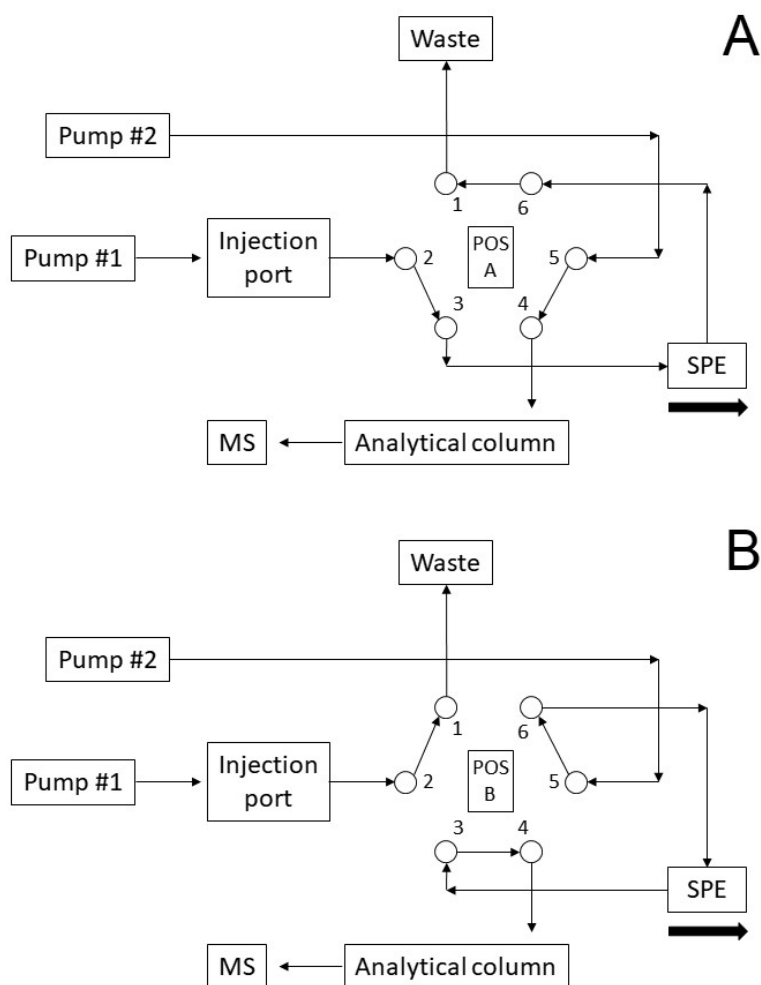 A
Waste
Pump #2
1
6
Pump #1
Injection
port
2
POS
A
5
3
4
SPE
MS
Analytical column
B
Waste
Pump #2
1
6
Pump #1
Injection
port
2
POS
B
5
3
4
SPE
MS
Analytical column